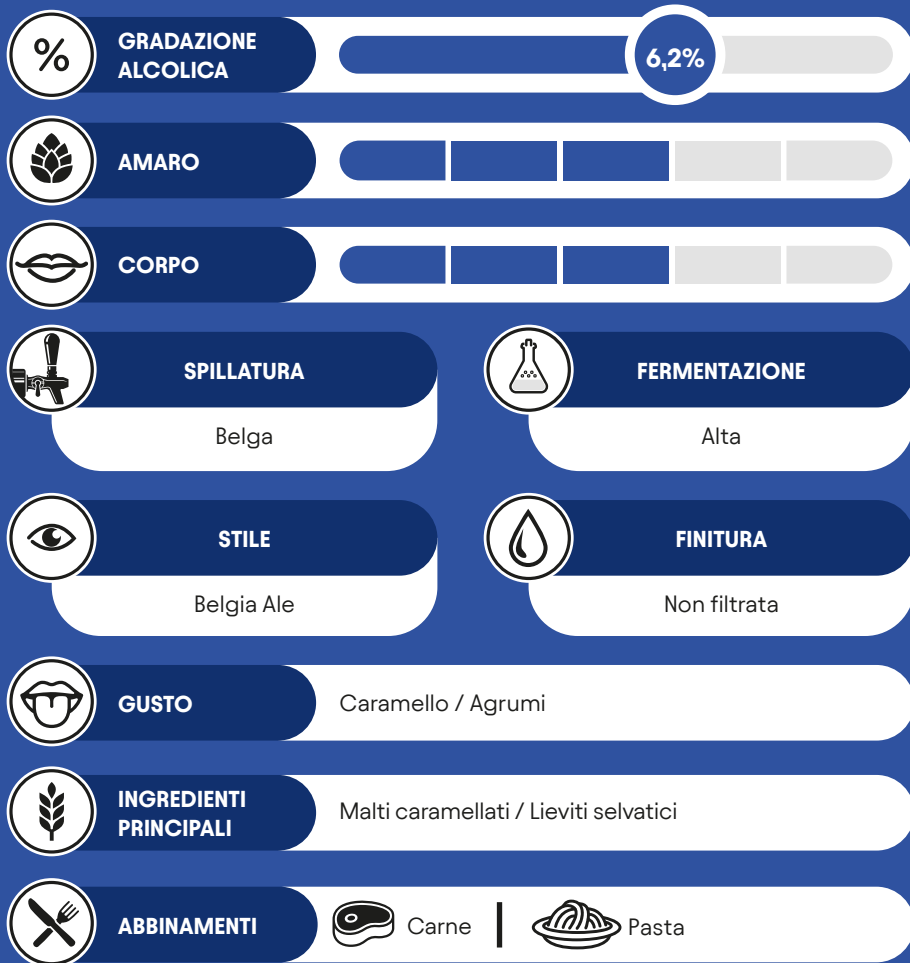 %
GRADAZIONE
ALCOLICA
6,2%
AMARO
CORPO
SPILLATURA
FERMENTAZIONE
Belga
Alta
STILE
FINITURA
Belgia Ale
Non filtrata
GUSTO
Caramello / Agrumi
INGREDIENTI
PRINCIPALI
Malti caramellati / Lieviti selvatici
ABBINAMENTI
Carne
Pasta